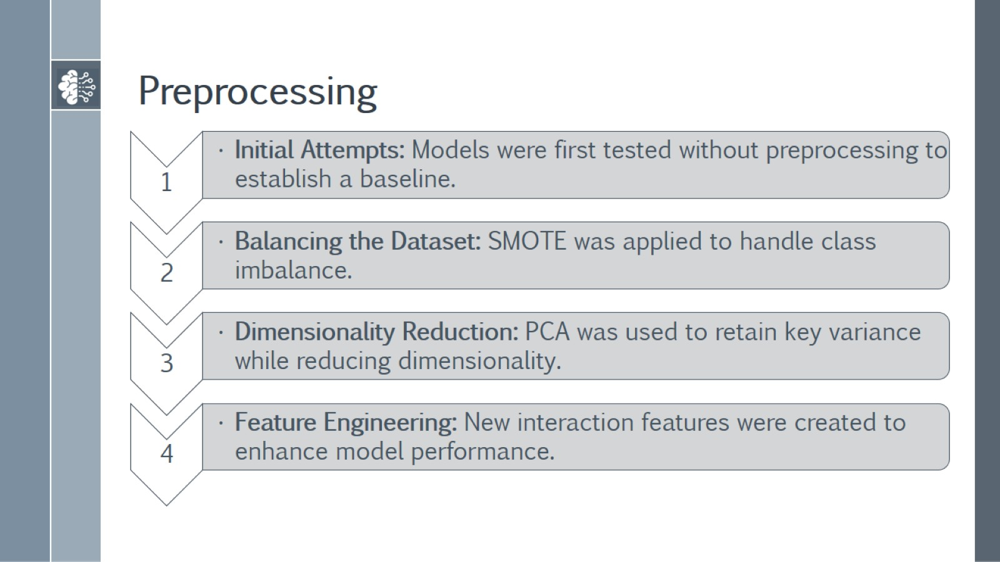 Preprocessing
1
· Initial Attempts: Models were first tested without preprocessing to
establish a baseline.
2
· Balancing the Dataset: SMOTE was applied to handle class
imbalance.
3
· Dimensionality Reduction: PCA was used to retain key variance
while reducing dimensionality.
4
· Feature Engineering: New interaction features were created to
enhance model performance.